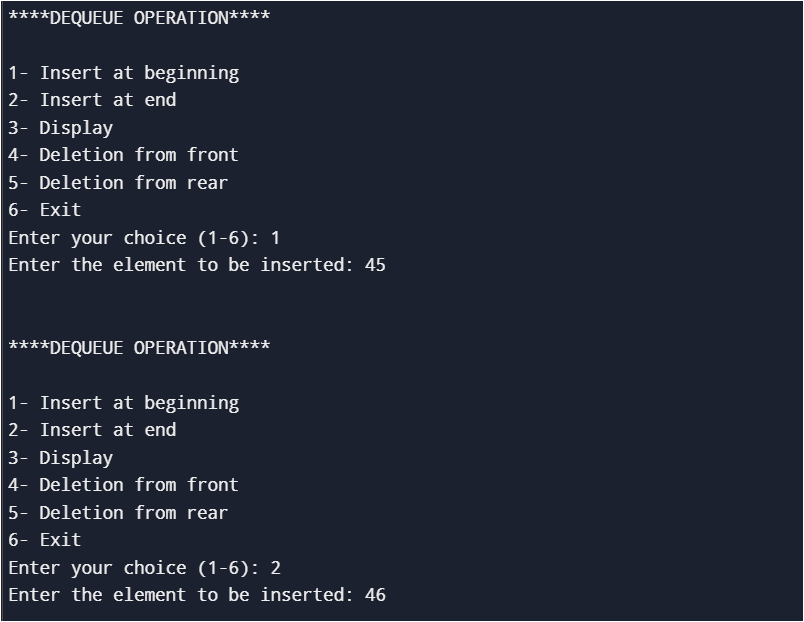 ****DEQUEUE OPERATION****
1- Insert at beginning
2- Insert at end
3- Display
4- Deletion from front
5- Deletion from rear
6- Exit
Enter your choice (1-6): 1
Enter the element to be inserted: 45
****DEQUEUE OPERATION****
1- Insert at beginning
2- Insert at end
3- Display
4- Deletion from front
5- Deletion from rear
6- Exit
Enter your choice (1-6): 2
Enter the element to be inserted: 46